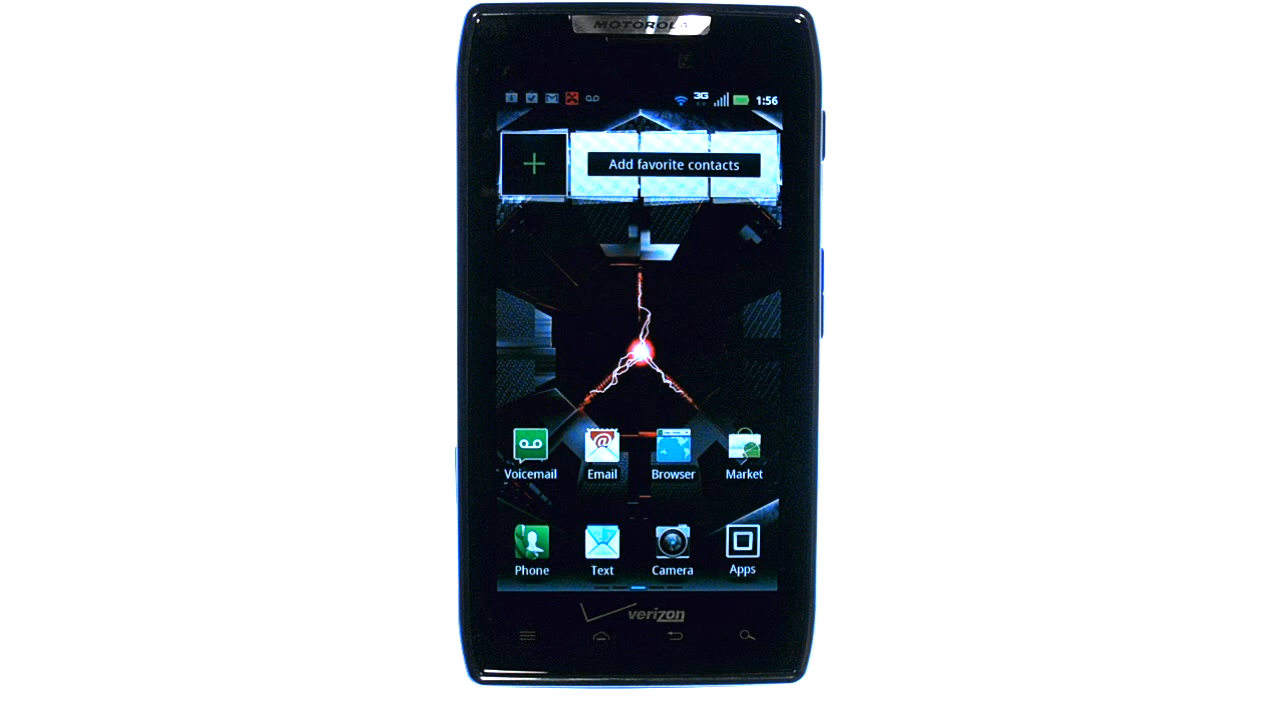 MOTOROLA
3G 1:56
Add favorite contacts
Voicemail Email Browser Market
Phone Text Camera Apps
verizon